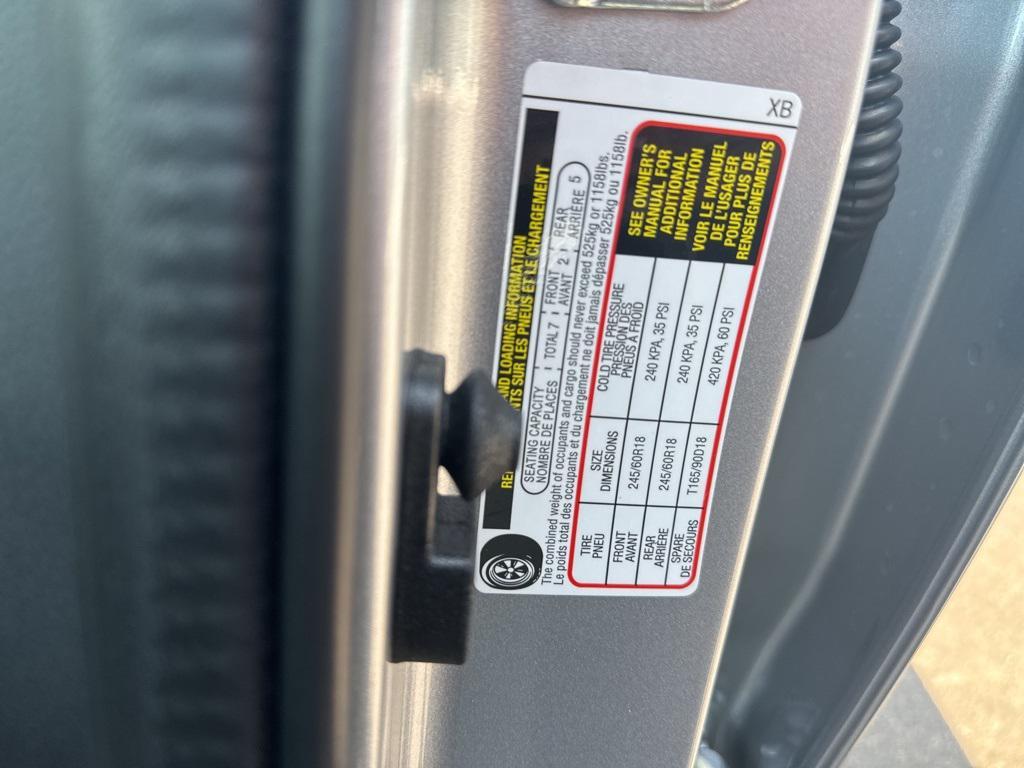 XB
AND LOADING INFORMATION
SUR LES PNEUS ET LE CHARGEMENT
SEATING CAPACITY
NOMBRE DE PLACES
TOTAL 7
FRONT
AVANT 2
REAR
ARRIÈRE 5
The combined weight of occupants and cargo should never exceed 525kg or 1158lbs.
Le poids total des occupants et du chargement ne doit jamais dépasser 525kg ou 1158lb.
TIRE
PNEU
SIZE
DIMENSIONS
COLD TIRE PRESSURE
PRESSION DES
PNEUS À FROID
FRONT
AVANT
245/60R18
240 KPA, 35 PSI
REAR
ARRIÈRE
245/60R18
240 KPA, 35 PSI
SPARE
DE SECOURS
T165/90D18
420 KPA, 60 PSI
SEE OWNER'S
MANUAL FOR
ADDITIONAL
INFORMATION
VOIR LE MANUEL
DE L'USAGER
POUR PLUS DE
RENSEIGNEMENTS